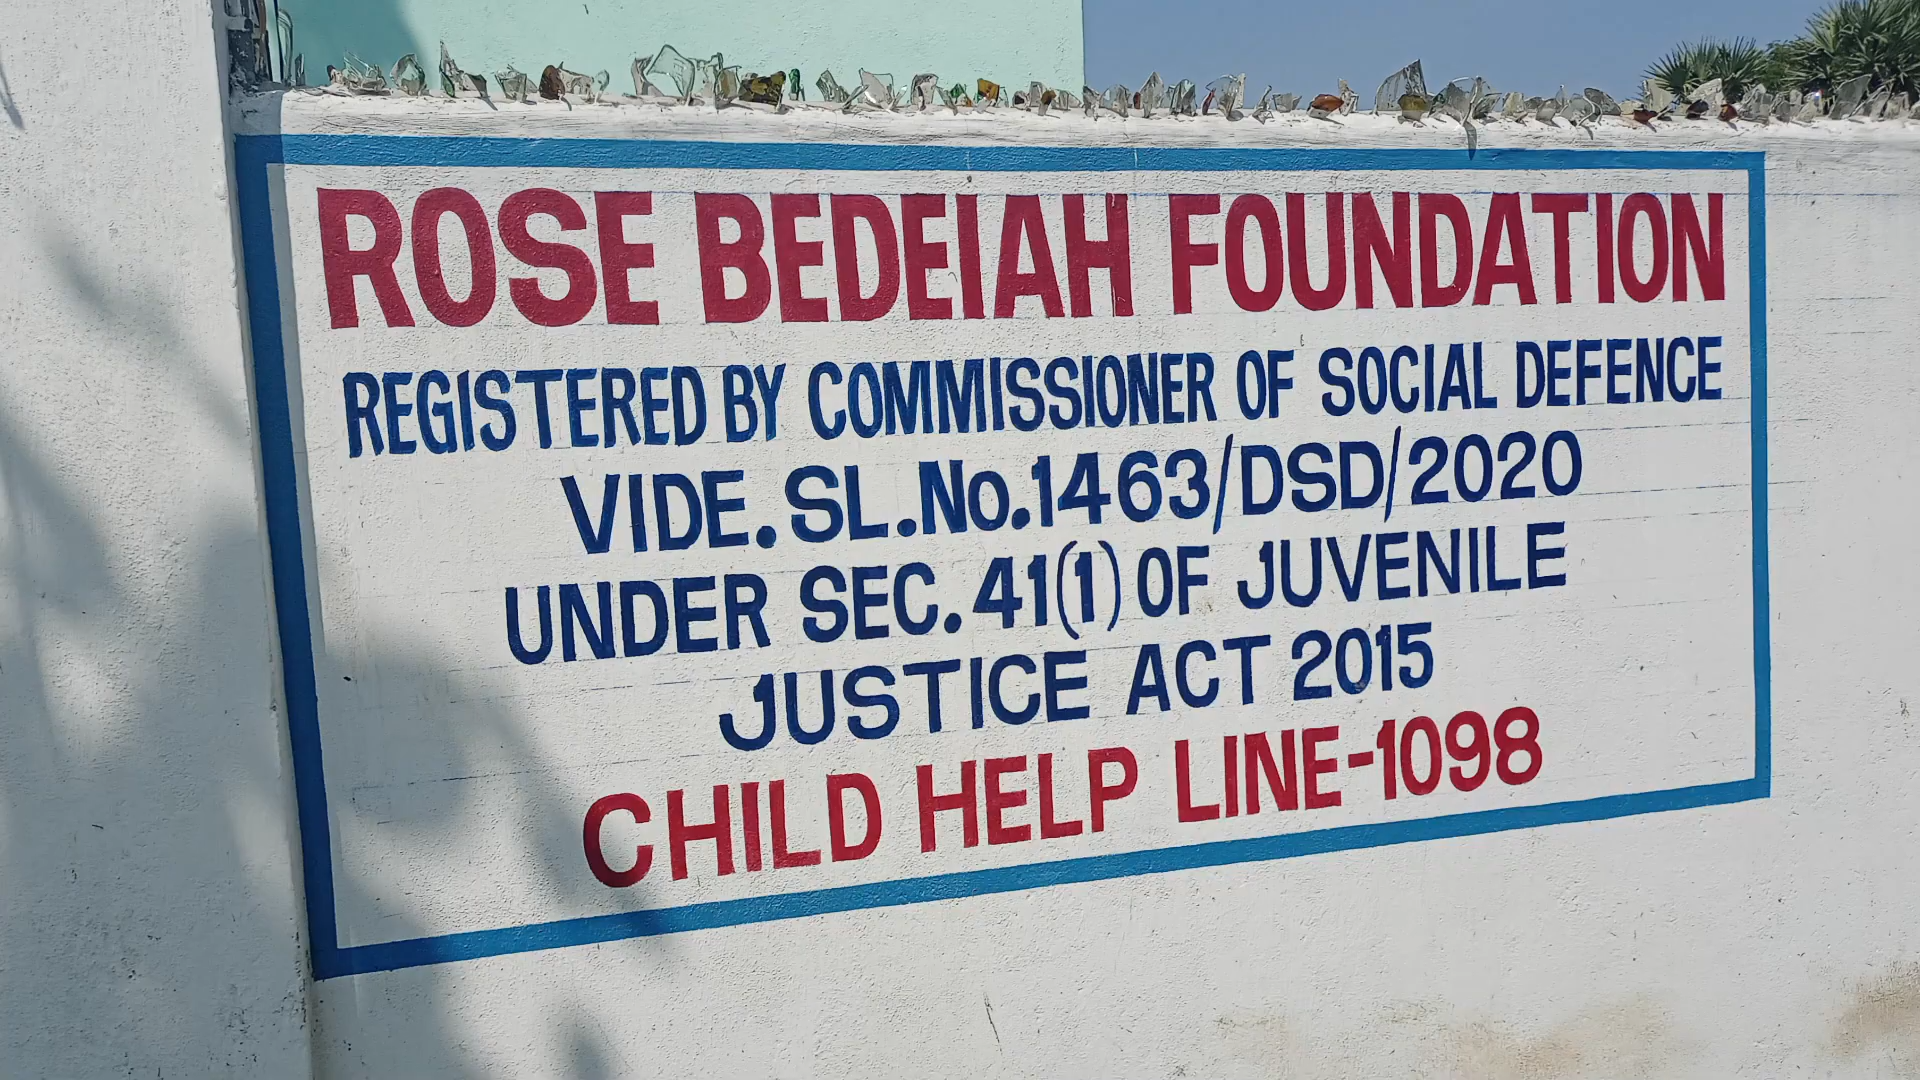 ROSE BEDEIAH FOUNDATION
REGISTERED BY COMMISSIONER OF SOCIAL DEFENCE
VIDE. SL.No.1463/DSD/2020
UNDER SEC. 41(1) OF JUVENILE
JUSTICE ACT 2015
CHILD HELP LINE-1098